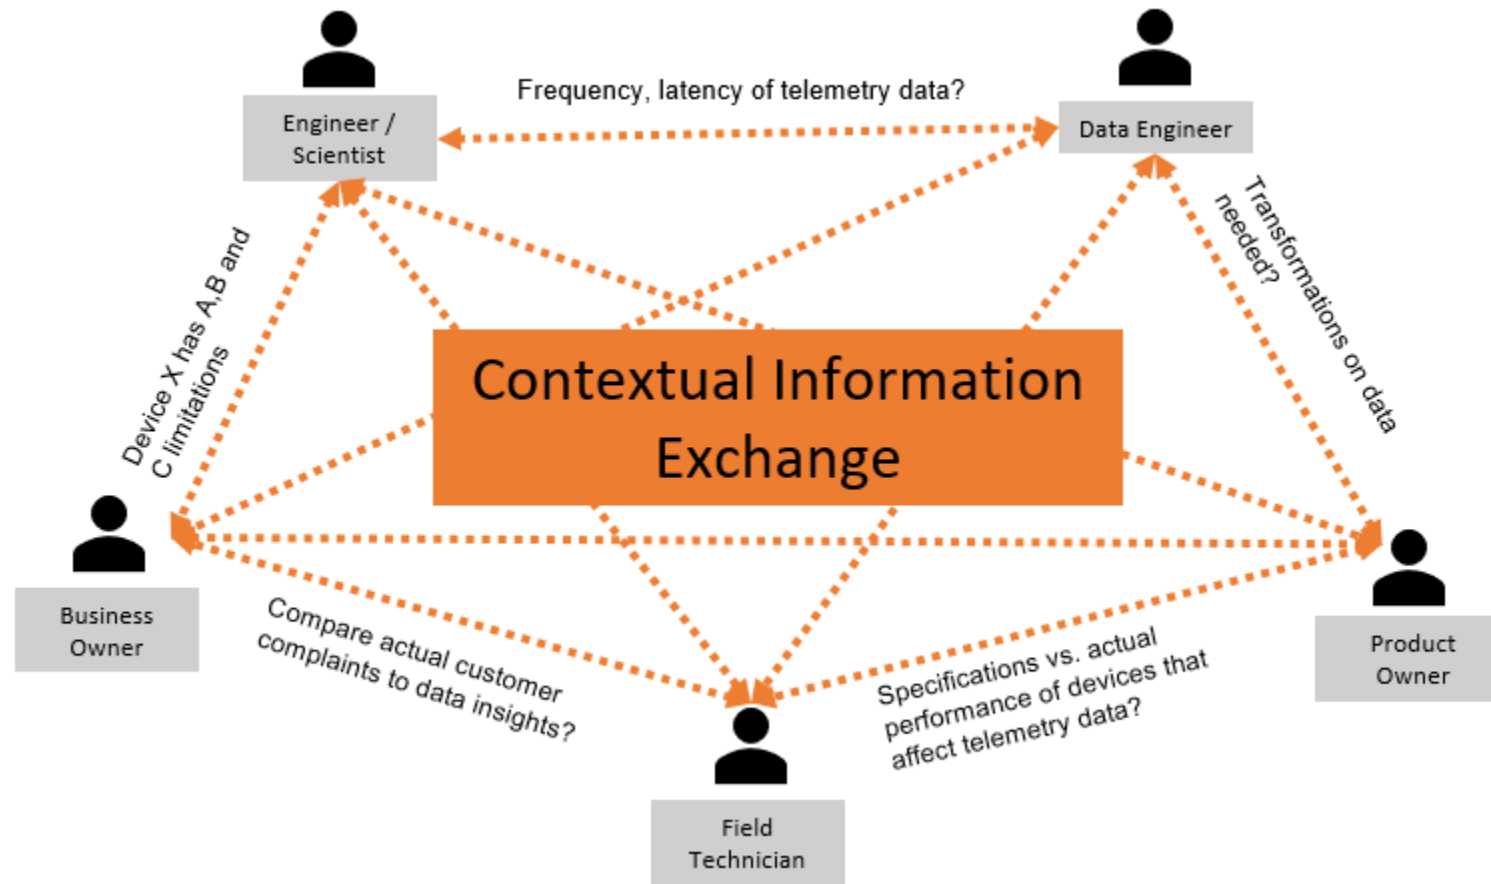 Frequency, latency of telemetry data?
Engineer /
Scientist
Data Engineer
Device X has A,B and
C limitations
Transformations on data
needed?
Contextual Information
Exchange
Business
Owner
Compare actual customer
complaints to data insights?
Specifications vs. actual
performance of devices that
affect telemetry data?
Product
Owner
Field
Technician